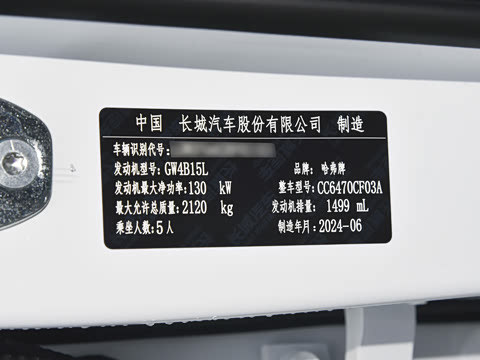 中国 长城汽车股份有限公司 制造
车辆识别代号:
发动机型号: GW4B15L 品牌: 哈弗牌
发动机最大净功率: 130 kW 整车型号: CC6470CF03A
最大允许总质量: 2120 kg 发动机排量: 1499 mL
乘坐人数: 5人 制造年月: 2024-06